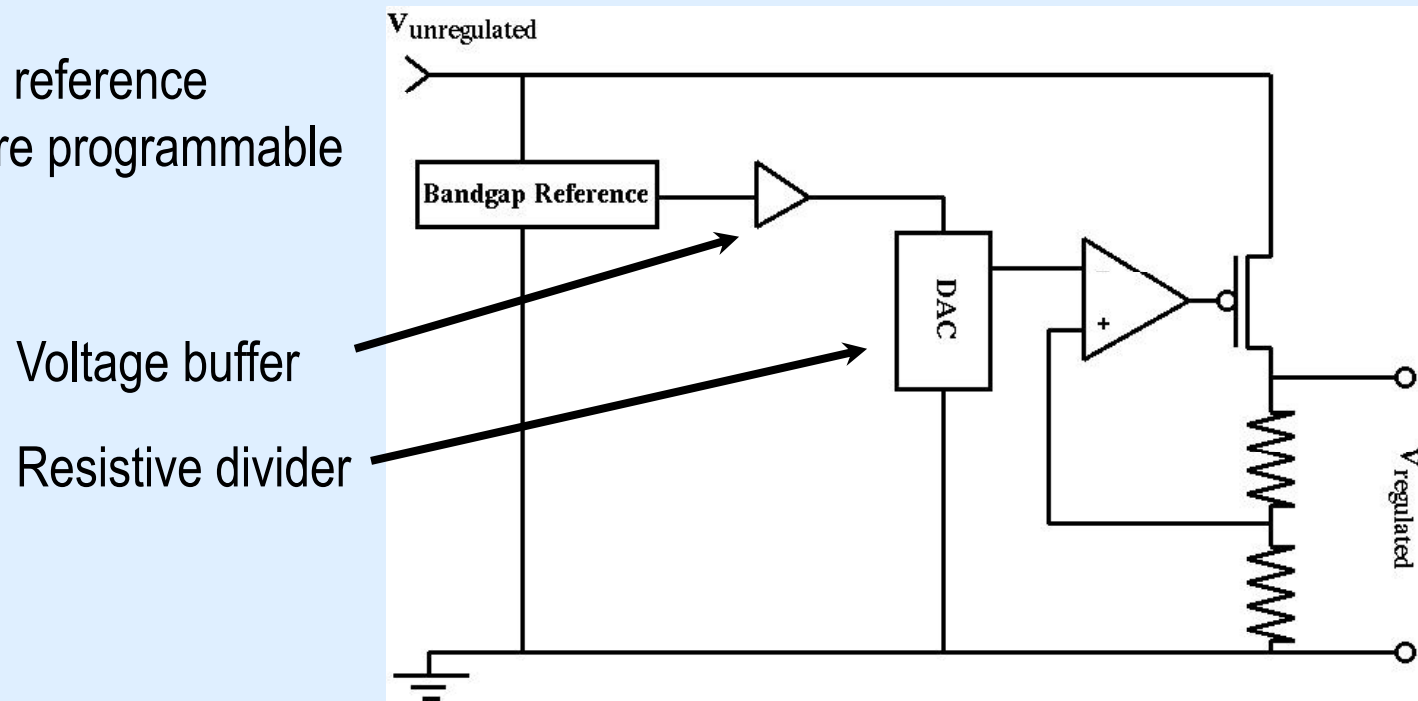 Vunregulated
reference
re programmable
Bandgap Reference
DAC
+
Voltage buffer
Resistive divider
Vregulated